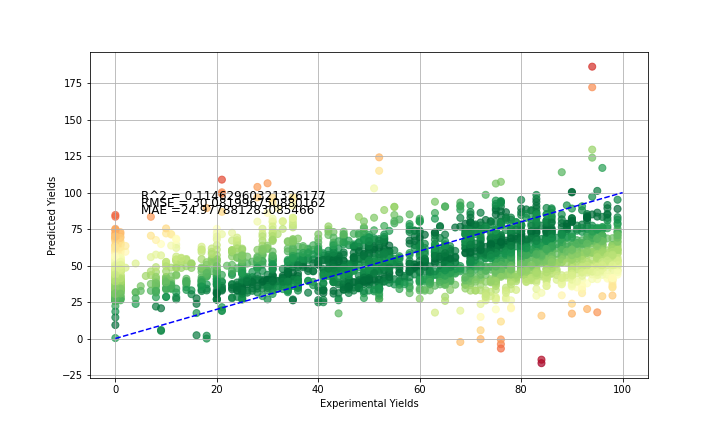 175
150
125
100
75
50
25
0
−25
Predicted Yields
R^2 = 0.11462960321326177
RMSE = 30.081996750880162
MAE =24.977881283085466
0 20 40 60 80 100
Experimental Yields